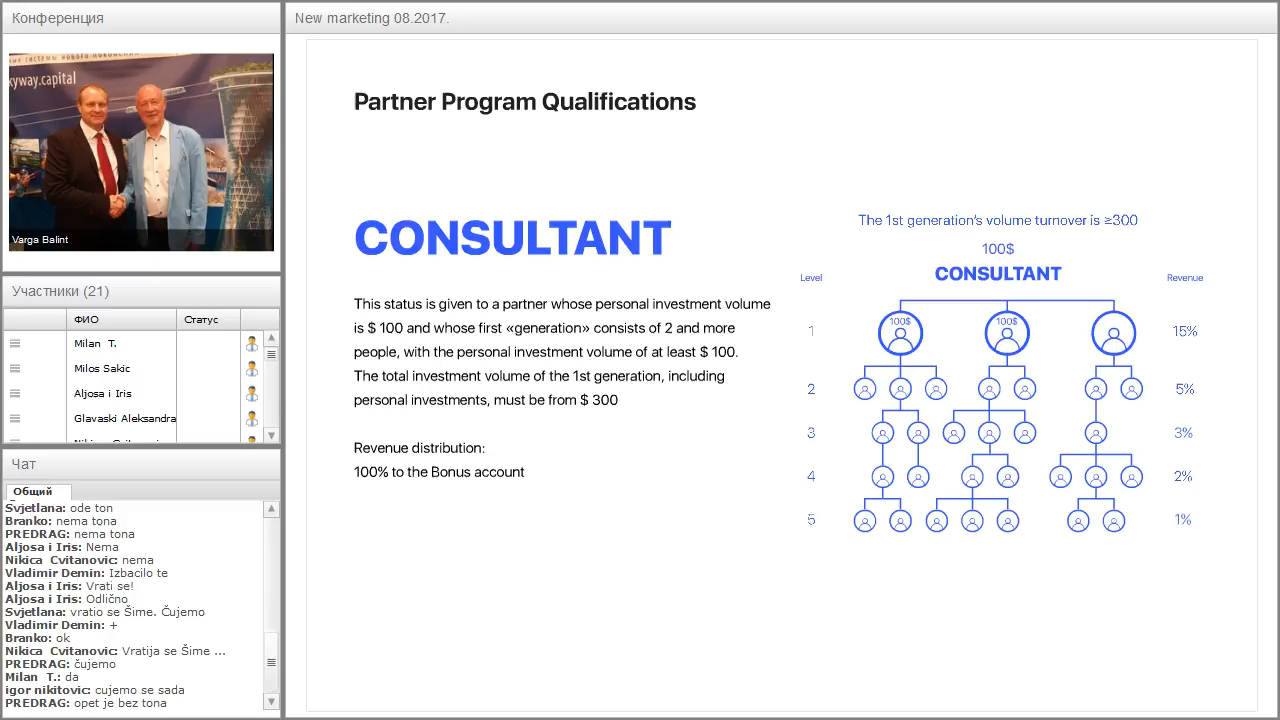 Конференция
ные системы нового поколения
kyway.capital
Varga Balint
Участники (21)
ФИО Статус
Milan T.
Milos Sakic
Aljosa i Iris
Glavaski Aleksandra
Чат
Общий
Svjetlana: ode ton
Branko: nema tona
PREDRAG: nema tona
Aljosa i Iris: Nema
Nikica Cvitanovic: nema
Vladimir Demin: Izbacilo te
Aljosa i Iris: Vrati se!
Aljosa i Iris: Odlično
Svjetlana: vratio se Šime. Čujemo
Vladimir Demin: +
Branko: ok
Nikica Cvitanovic: Vratija se Šime ...
PREDRAG: čujemo
Milan T.: da
igor nikitovic: cujemo se sada
PREDRAG: opet je bez tona
New marketing 08.2017.
Partner Program Qualifications
CONSULTANT
This status is given to a partner whose personal investment volume
is $ 100 and whose first «generation» consists of 2 and more
people, with the personal investment volume of at least $ 100.
The total investment volume of the 1st generation, including
personal investments, must be from $ 300
Revenue distribution:
100% to the Bonus account
The 1st generation's volume turnover is ≥300
100$
Level CONSULTANT Revenue
1 100$ 100$ 15%
2 5%
3 3%
4 2%
5 1%